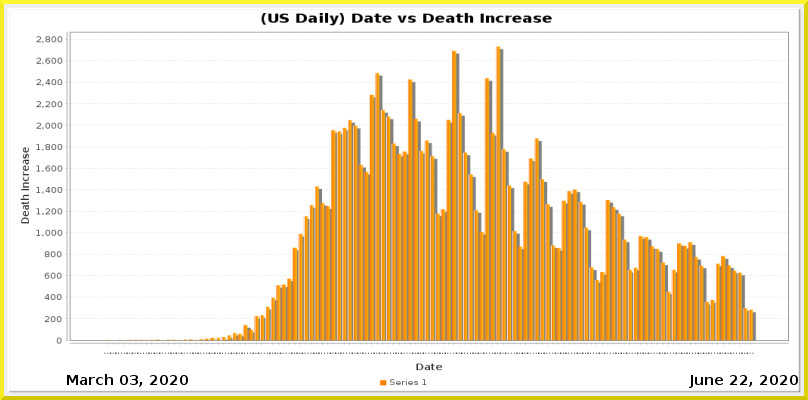 (US Daily) Date vs Death Increase
2,800
2,600
2,400
2,200
2,000
1,800
1,600
1,400
1,200
1,000
800
600
400
200
0
Death Increase
Date
March 03, 2020
June 22, 2020
Series 1